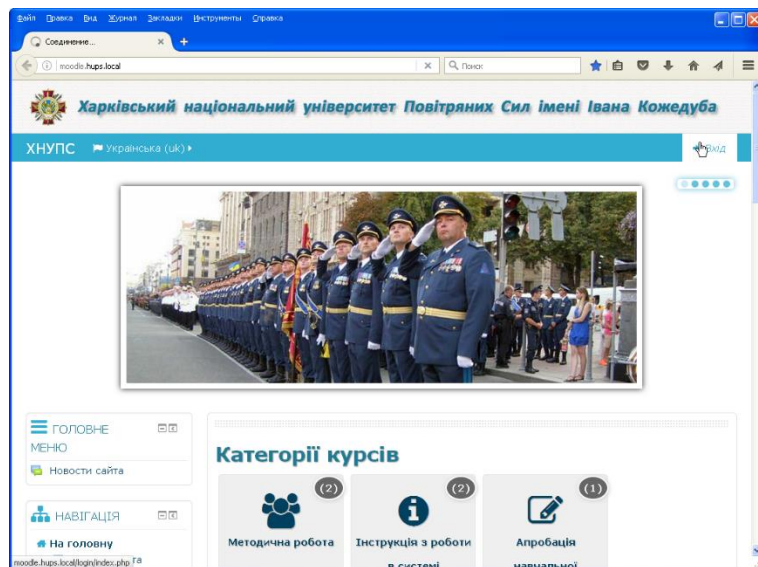 Файл Правка Вид Журнал Закладки Инструменты Справка
Соединение...
moodle.hups.local
Поиск
Харківський національний університет Повітряних Сил імені Івана Кожедуба
ХНУПС Українська (uk) Вхід
ГОЛОВНЕ МЕНЮ
Новости сайта
НАВІГАЦІЯ
На головну
Категорії курсів
(2)
(2)
(1)
Методична робота
Інструкція з роботи
в системі
Апробація
навчальної
moodle.hups.local/login/index.php